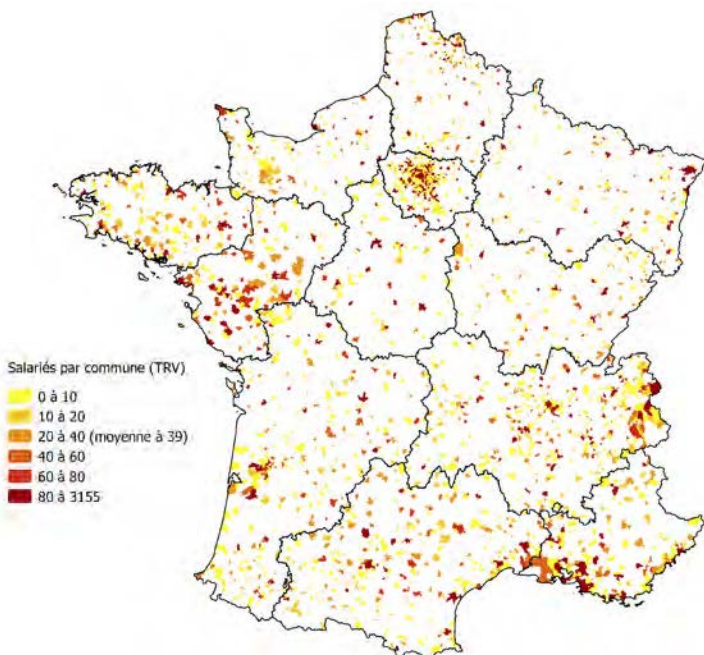 Salariés par commune (TRV)
0 à 10
10 à 20
20 à 40 (moyenne à 39)
40 à 60
60 à 80
80 à 3155